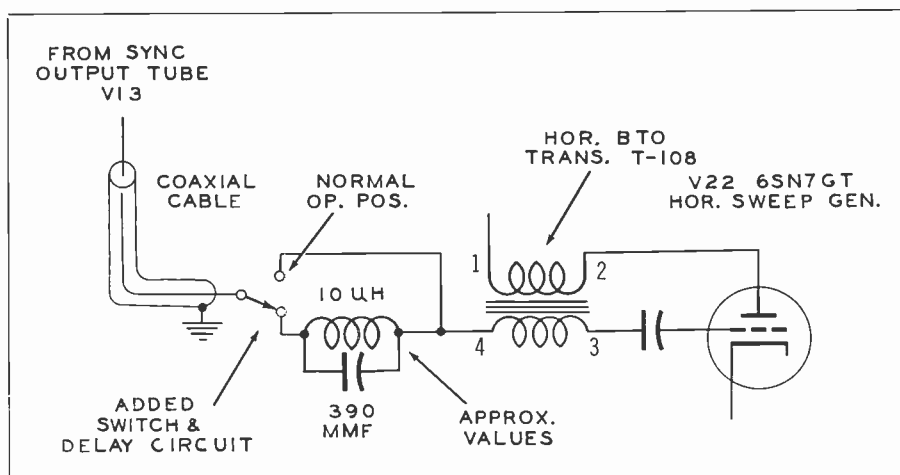 FROM SYNC
OUTPUT TUBE
V13
COAXIAL
CABLE
NORMAL
OP. POS.
HOR. BTO
TRANS. T-108
V22 6SN7GT
HOR. SWEEP GEN.
1
2
10 UH
4
3
390
MMF
ADDED
SWITCH &
DELAY CIRCUIT
APPROX.
VALUES